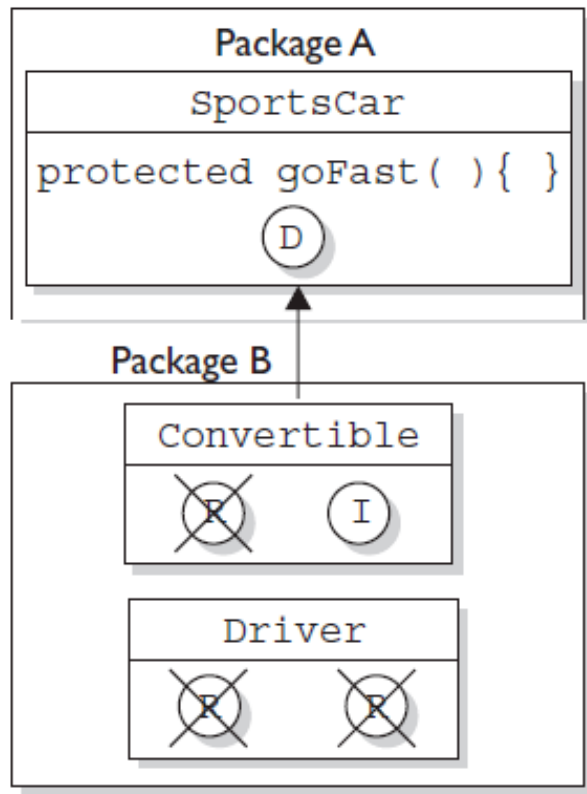 Package A
SportsCar
protected goFast( ){ }
D
Package B
Convertible
R I
Driver
R R